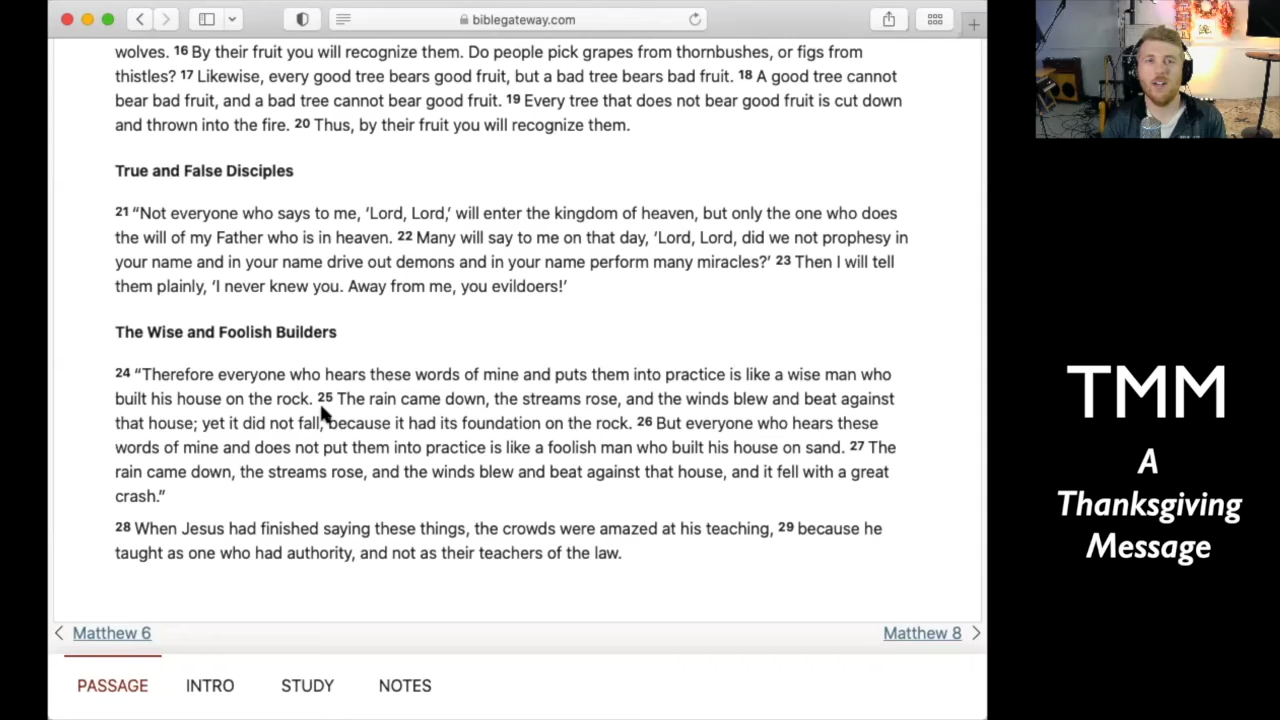 biblegateway.com
wolves. 16 By their fruit you will recognize them. Do people pick grapes from thornbushes, or figs from
thistles? 17 Likewise, every good tree bears good fruit, but a bad tree bears bad fruit. 18 A good tree cannot
bear bad fruit, and a bad tree cannot bear good fruit. 19 Every tree that does not bear good fruit is cut down
and thrown into the fire. 20 Thus, by their fruit you will recognize them.
True and False Disciples
21 “Not everyone who says to me, ‘Lord, Lord,’ will enter the kingdom of heaven, but only the one who does
the will of my Father who is in heaven. 22 Many will say to me on that day, ‘Lord, Lord, did we not prophesy in
your name and in your name drive out demons and in your name perform many miracles?’ 23 Then I will tell
them plainly, ‘I never knew you. Away from me, you evildoers!’
The Wise and Foolish Builders
24 “Therefore everyone who hears these words of mine and puts them into practice is like a wise man who
built his house on the rock. 25 The rain came down, the streams rose, and the winds blew and beat against
that house; yet it did not fall, because it had its foundation on the rock. 26 But everyone who hears these
words of mine and does not put them into practice is like a foolish man who built his house on sand. 27 The
rain came down, the streams rose, and the winds blew and beat against that house, and it fell with a great
crash.”
28 When Jesus had finished saying these things, the crowds were amazed at his teaching, 29 because he
taught as one who had authority, and not as their teachers of the law.
Matthew 6
Matthew 8
PASSAGE
INTRO
STUDY
NOTES
TMM
A
Thanksgiving
Message